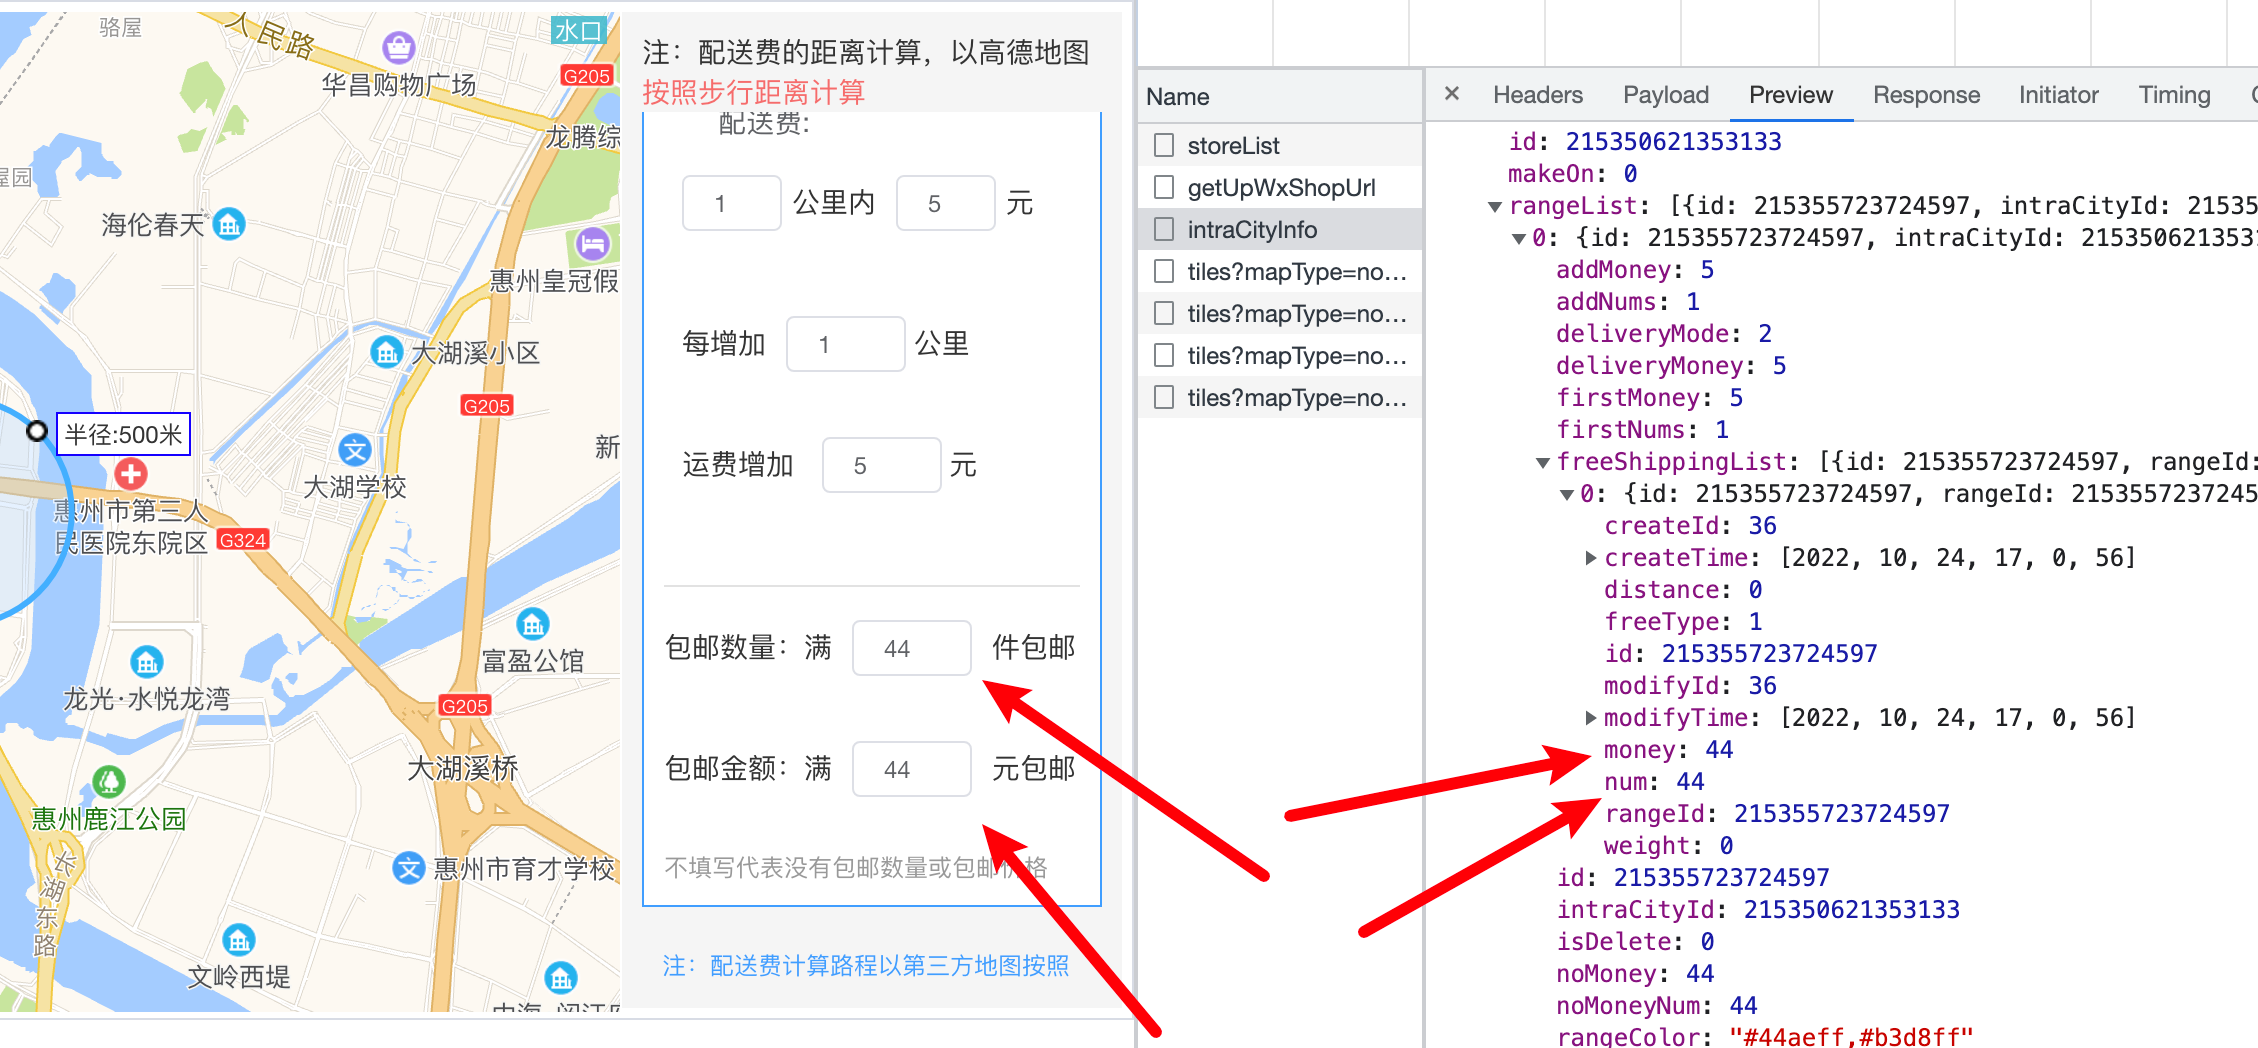 骆屋
人民路
水口
华昌购物广场
G205
龙腾综
屋园
海伦春天
惠州皇冠假
大湖溪小区
G205
半径:500米
新
大湖学校
惠州市第三人
民医院东院区
G324
富盈公馆
龙光·水悦龙湾
G205
大湖溪桥
惠州鹿江公园
长湖东路
惠州市育才学校
文岭西堤
注：配送费的距离计算，以高德地图
按照步行距离计算
配送费:
1 公里内 5 元
每增加 1 公里
运费增加 5 元
包邮数量：满 44 件包邮
包邮金额：满 44 元包邮
不填写代表没有包邮数量或包邮价格
注：配送费计算路程以第三方地图按照
Name
storeList
getUpWxShopUrl
intraCityInfo
tiles?mapType=no…
tiles?mapType=no…
tiles?mapType=no…
tiles?mapType=no…
× Headers Payload Preview Response Initiator Timing
id: 215350621353133
makeOn: 0
rangeList: [{id: 215355723724597, intraCityId: 21535
0: {id: 215355723724597, intraCityId: 21535062135313
addMoney: 5
addNums: 1
deliveryMode: 2
deliveryMoney: 5
firstMoney: 5
firstNums: 1
freeShippingList: [{id: 215355723724597, rangeId:
0: {id: 215355723724597, rangeId: 2153557237245
createId: 36
createTime: [2022, 10, 24, 17, 0, 56]
distance: 0
freeType: 1
id: 215355723724597
modifyId: 36
modifyTime: [2022, 10, 24, 17, 0, 56]
money: 44
num: 44
rangeId: 215355723724597
weight: 0
id: 215355723724597
intraCityId: 215350621353133
isDelete: 0
noMoney: 44
noMoneyNum: 44
rangeColor: "#44aeff,#b3d8ff"